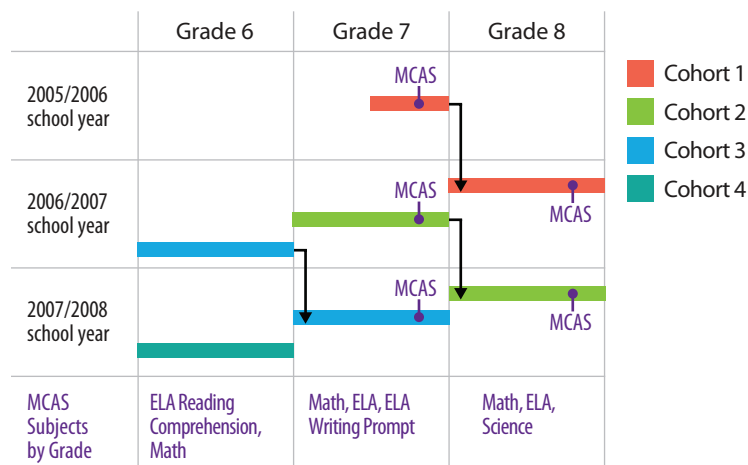 Grade 6
Grade 7
Grade 8
2005/2006
school year
MCAS
Cohort 1
Cohort 2
Cohort 3
Cohort 4
2006/2007
school year
MCAS
MCAS
2007/2008
school year
MCAS
MCAS
MCAS
Subjects
by Grade
ELA Reading
Comprehension,
Math
Math, ELA, ELA
Writing Prompt
Math, ELA,
Science